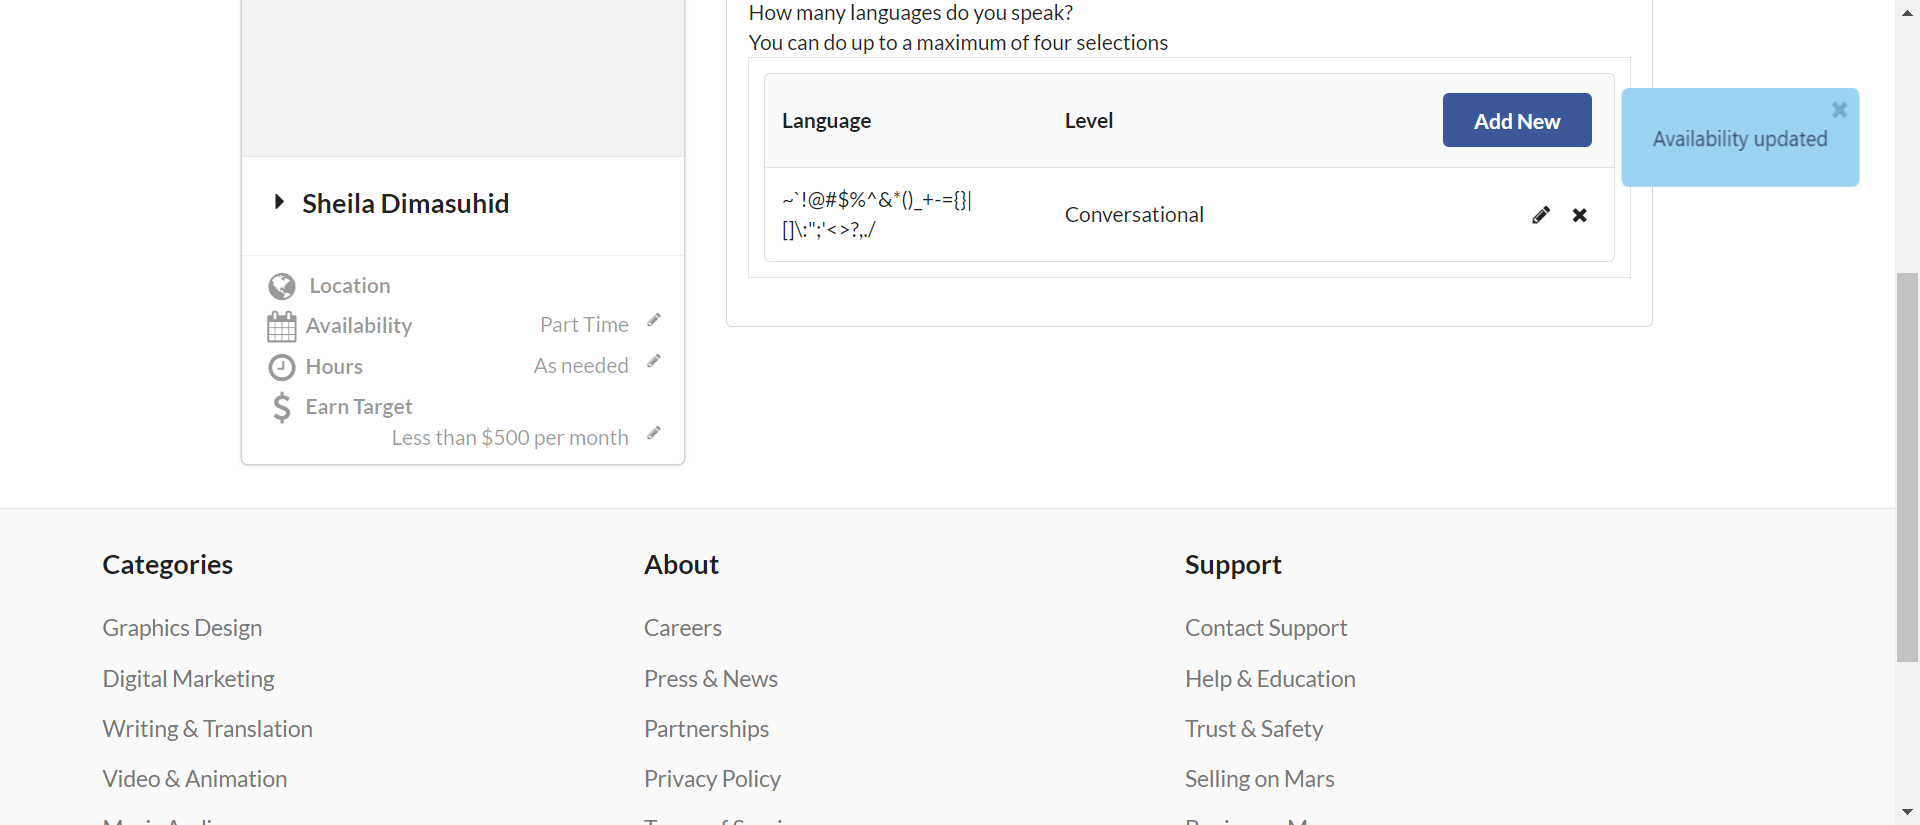 How many languages do you speak?
You can do up to a maximum of four selections
Language Level Add New
~`!@#$%^&*()_+-={}|
[]\:";'<>?,./
Conversational
Availability updated
Sheila Dimasuhid
Location
Availability Part Time
Hours As needed
Earn Target
Less than $500 per month
Categories
Graphics Design
Digital Marketing
Writing & Translation
Video & Animation
About
Careers
Press & News
Partnerships
Privacy Policy
Support
Contact Support
Help & Education
Trust & Safety
Selling on Mars